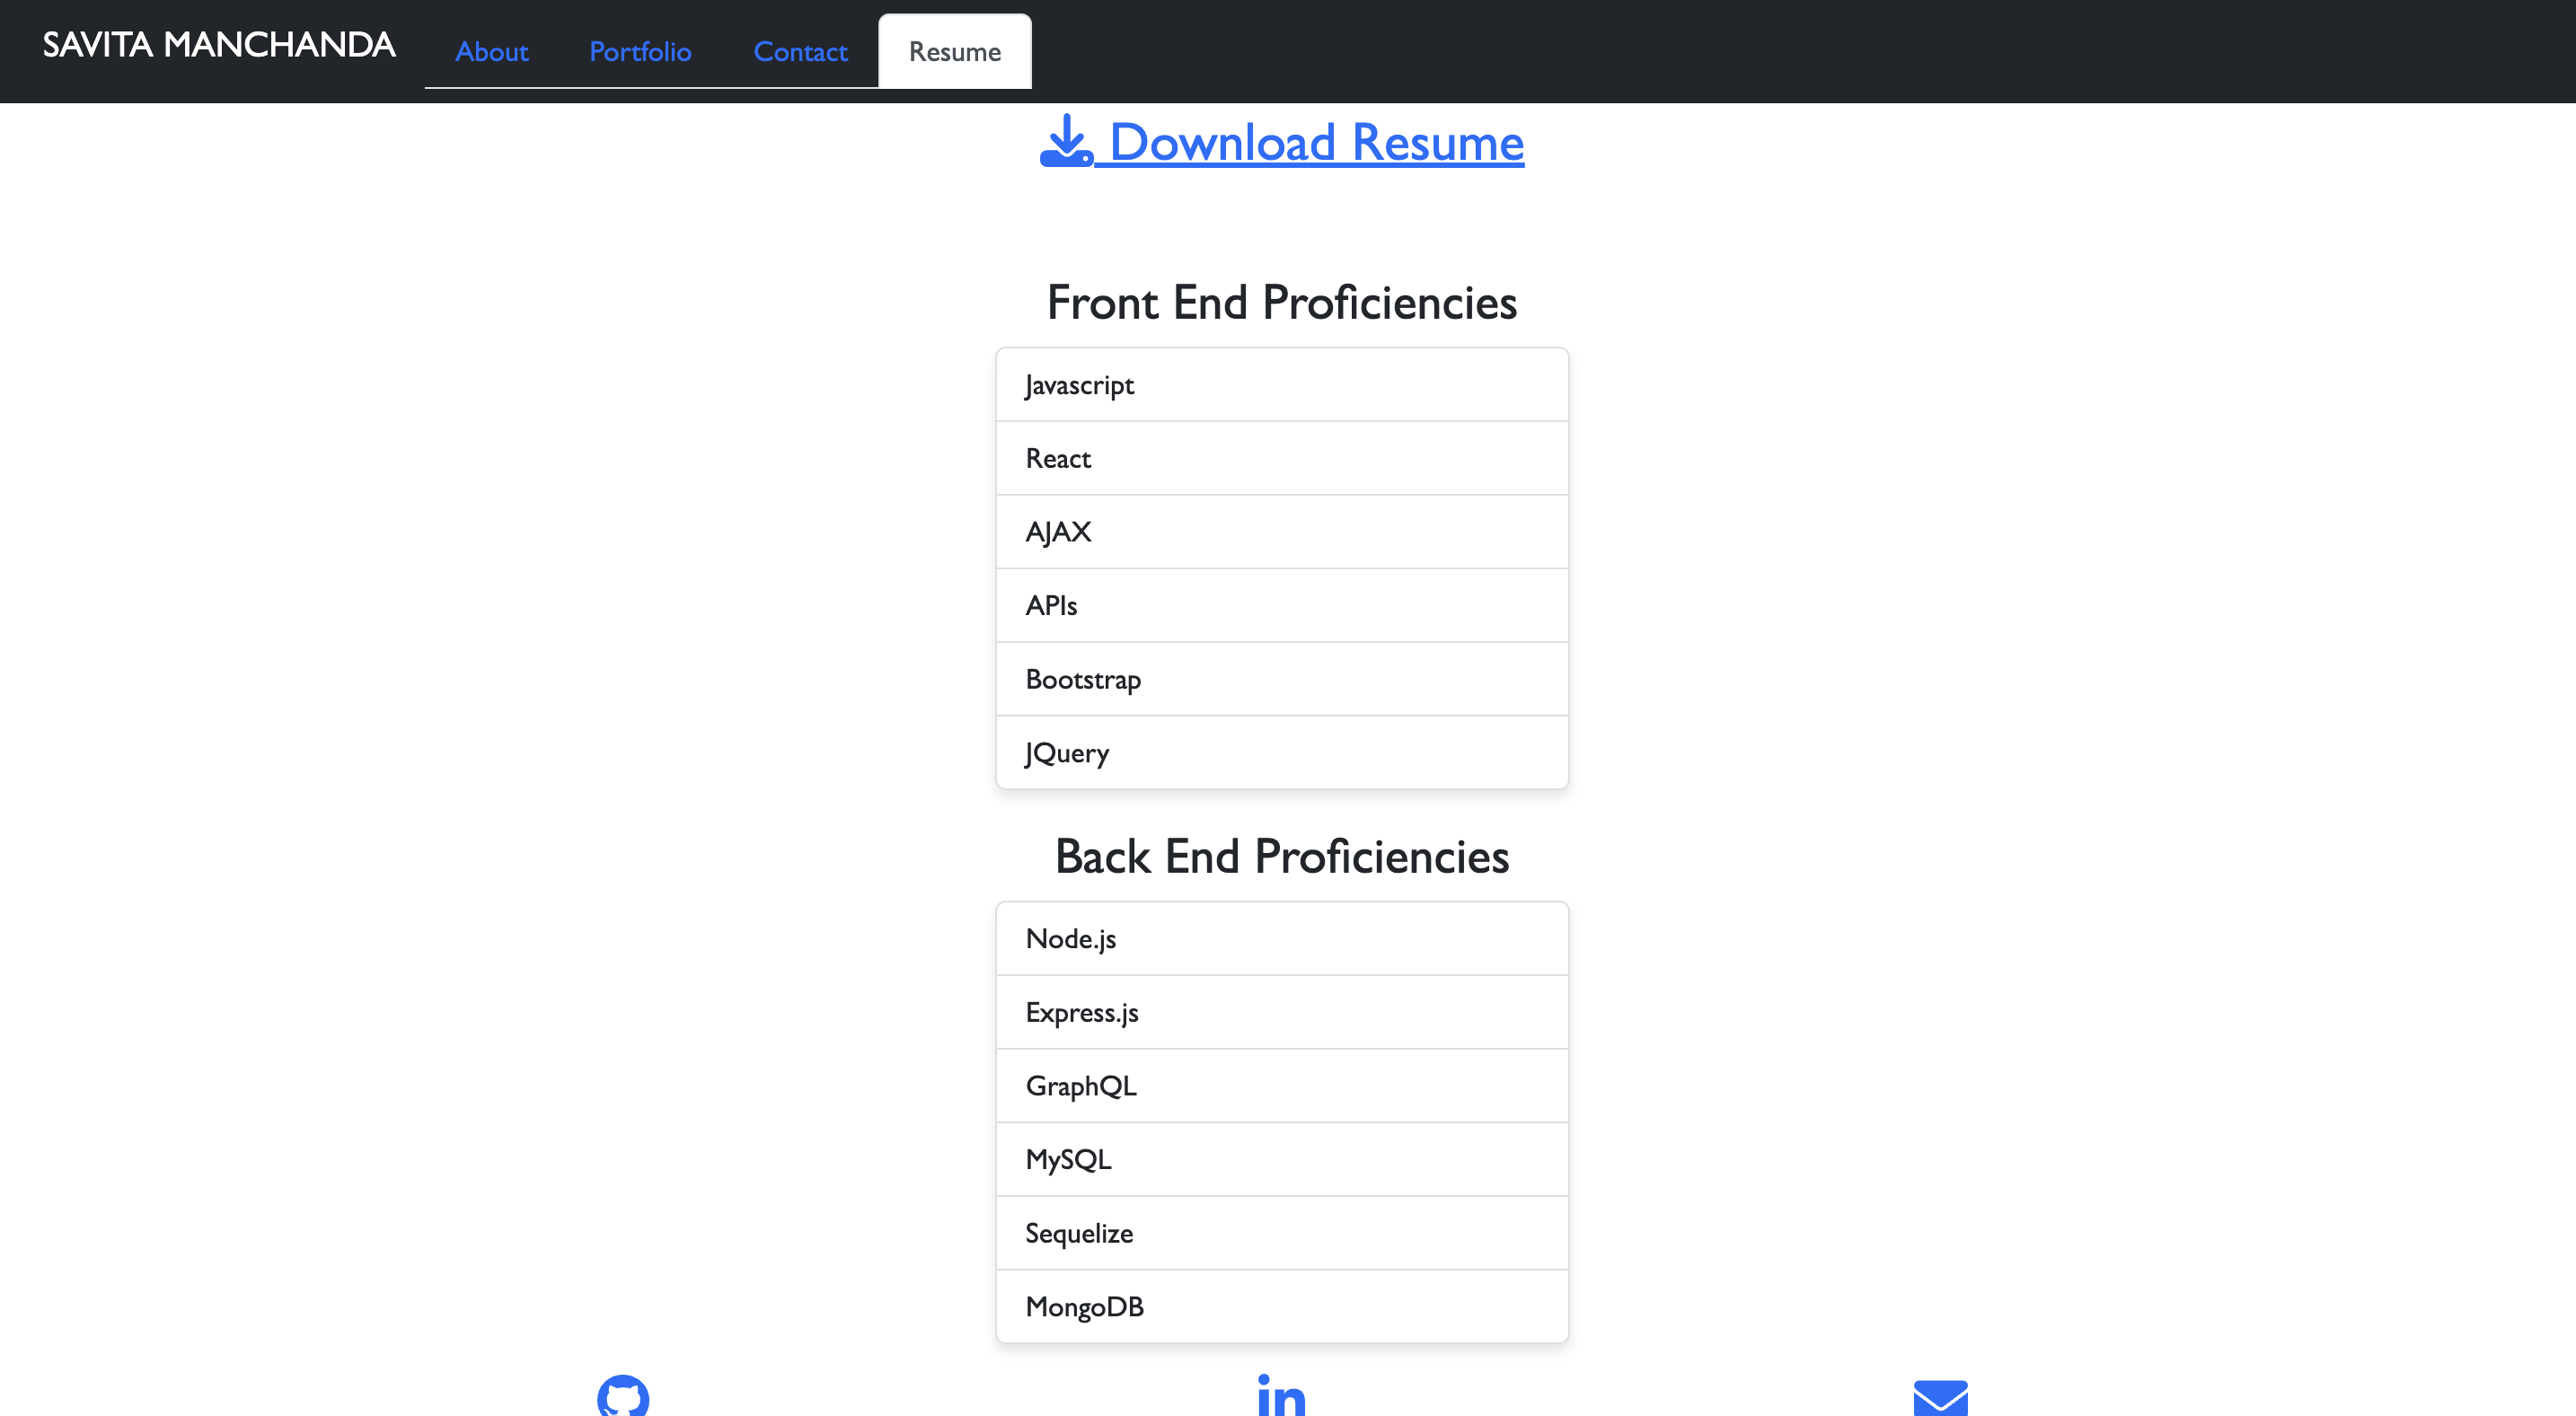 SAVITA MANCHANDA About Portfolio Contact Resume
Download Resume
Front End Proficiencies
Javascript
React
AJAX
APIs
Bootstrap
JQuery
Back End Proficiencies
Node.js
Express.js
GraphQL
MySQL
Sequelize
MongoDB
in